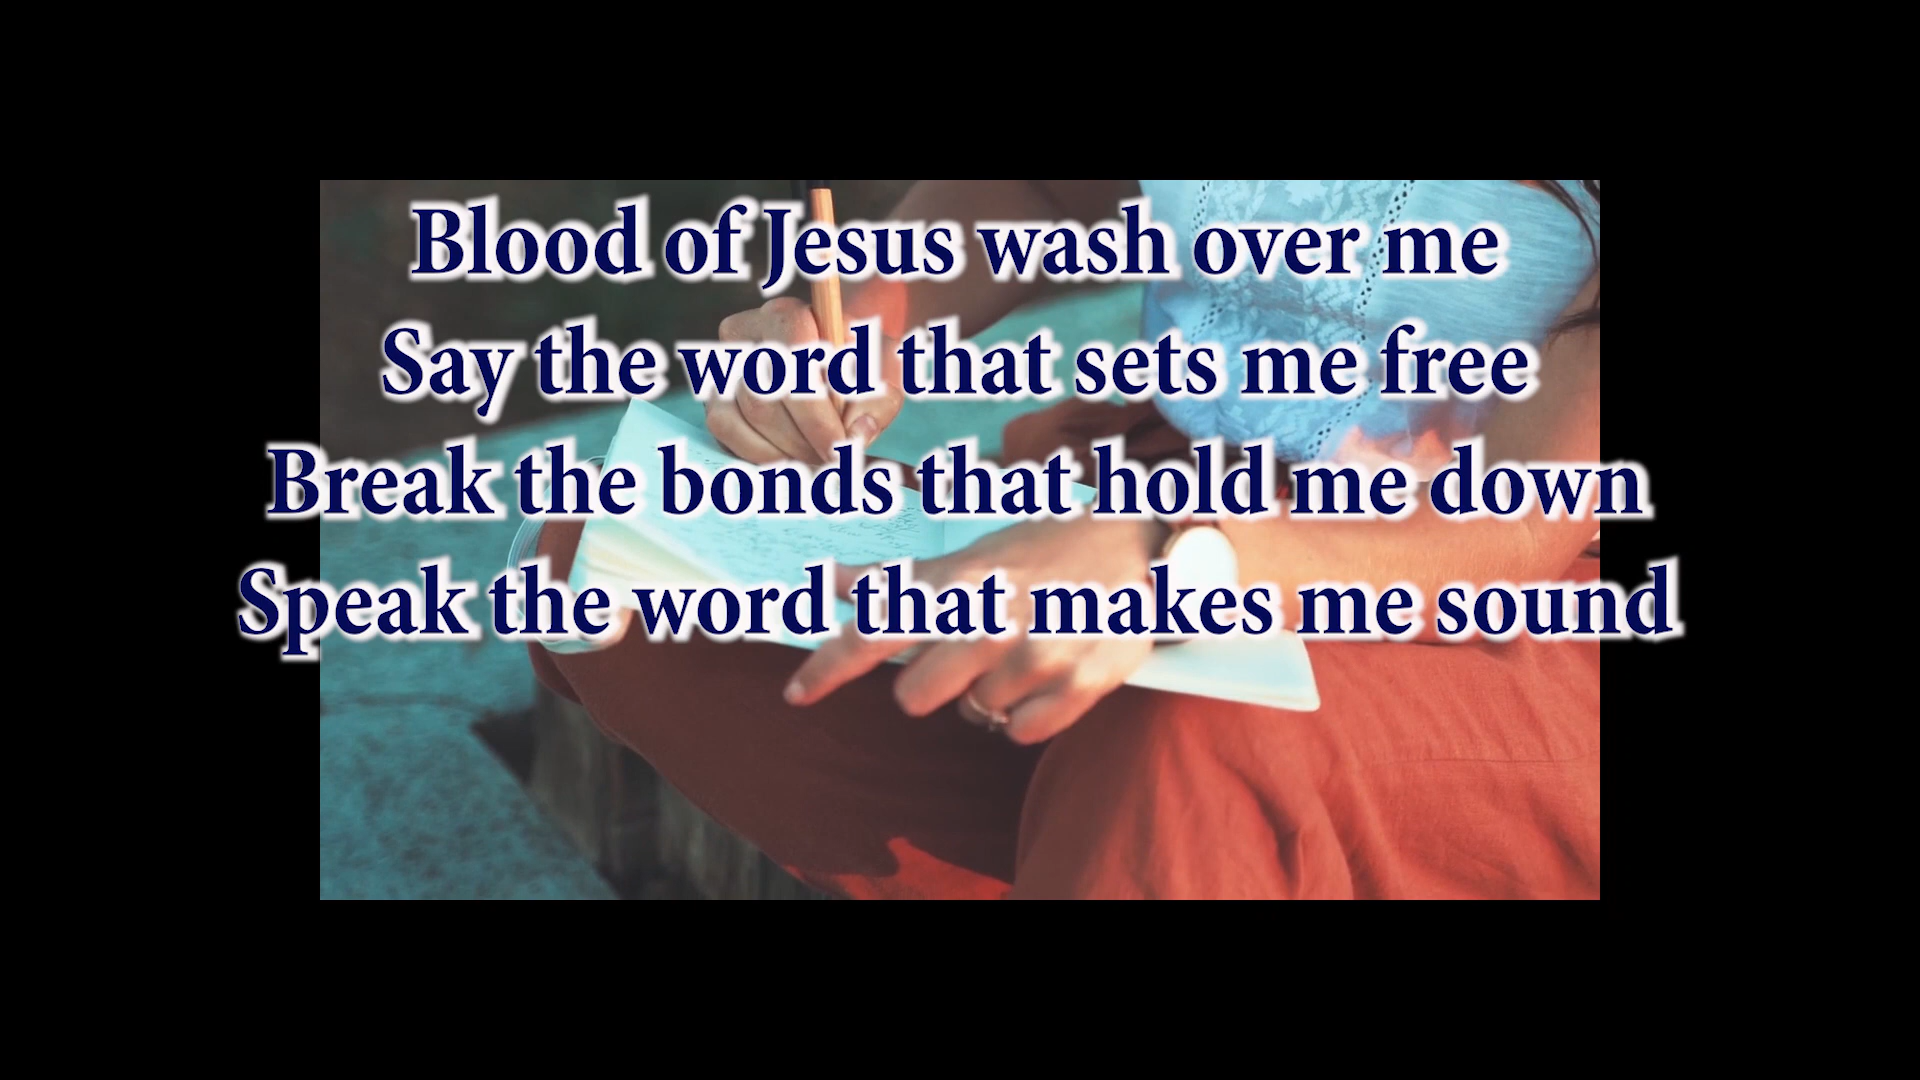 Blood of Jesus wash over me
Say the word that sets me free
Break the bonds that hold me down
Speak the word that makes me sound